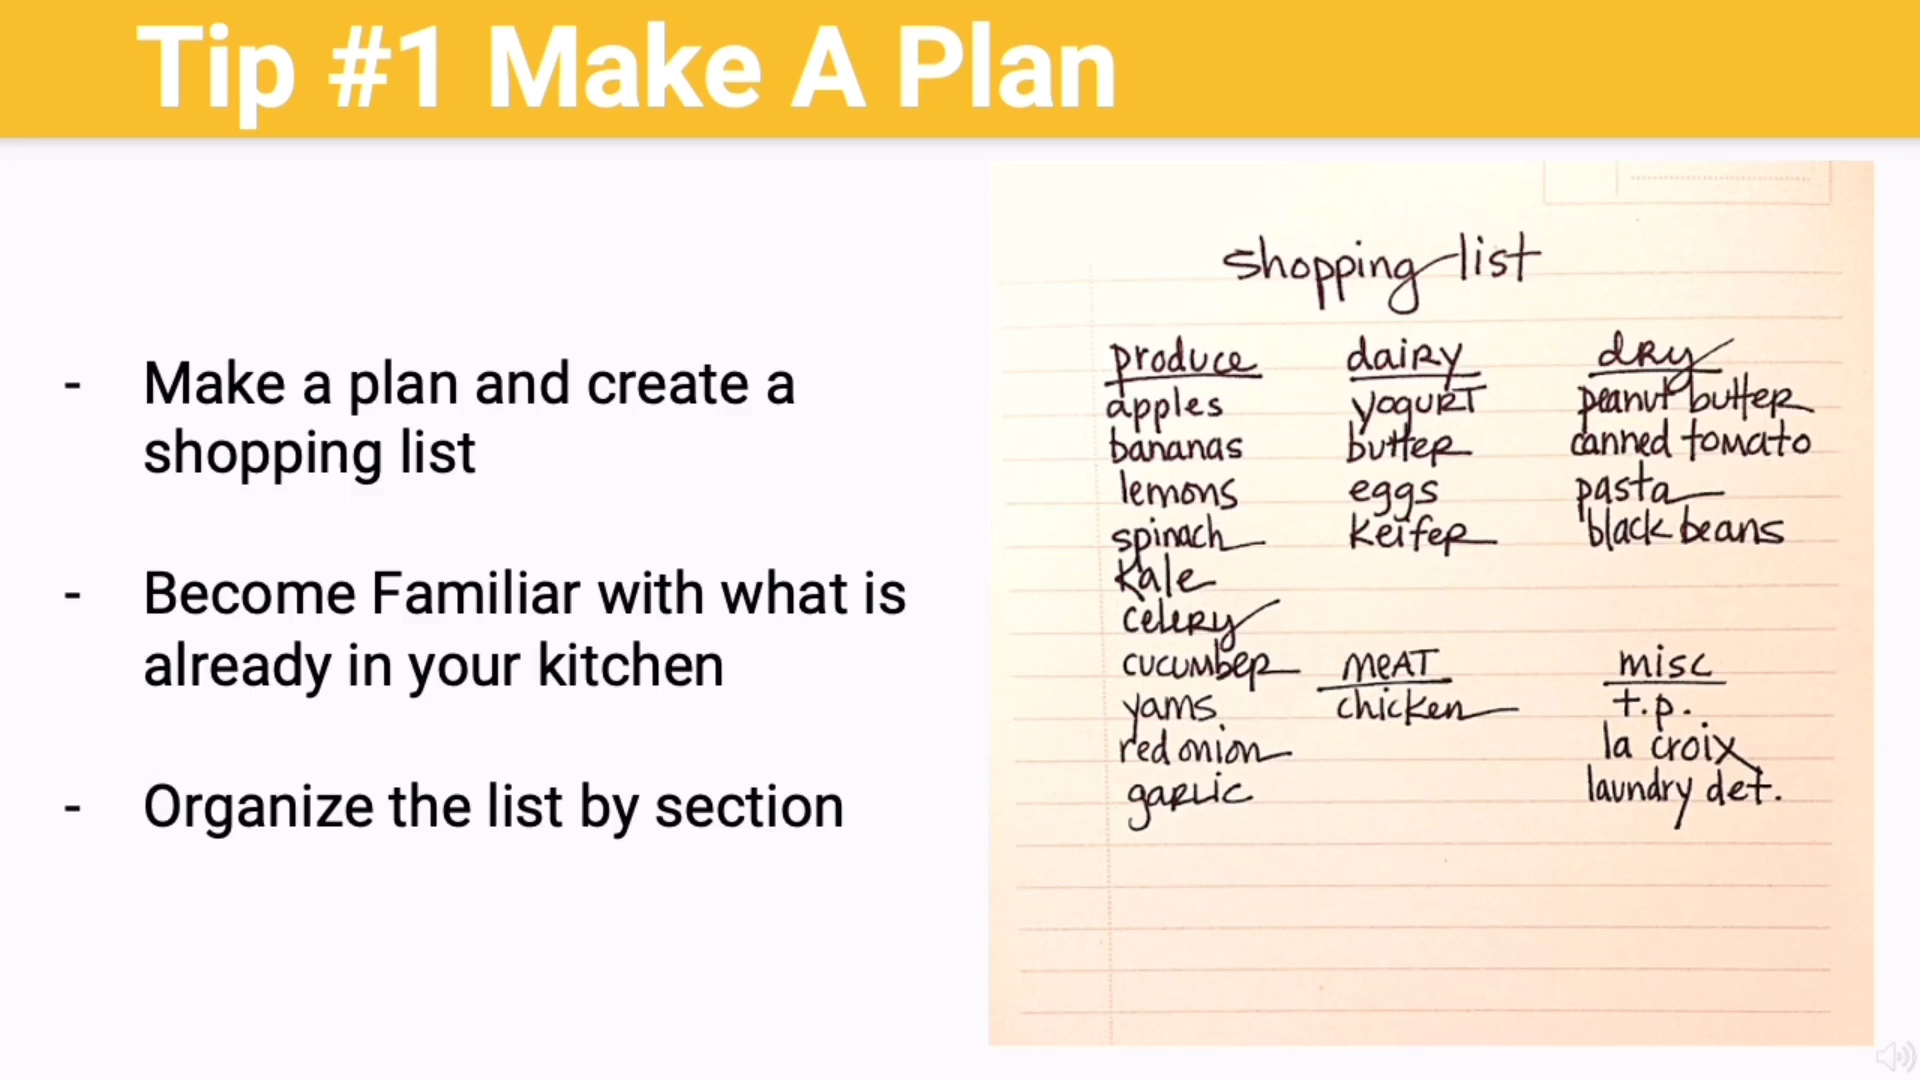 Tip #1 Make A Plan
- Make a plan and create a
shopping list
- Become Familiar with what is
already in your kitchen
- Organize the list by section
shopping list
produce
apples
bananas
lemons
spinach
kale
celery
cucumber
yams
red onion
garlic
dairy
yogurt
butter
eggs
keifer
meat
chicken
dry
peanut butter
canned tomato
pasta
black beans
misc
t.p.
la croix
laundry det.